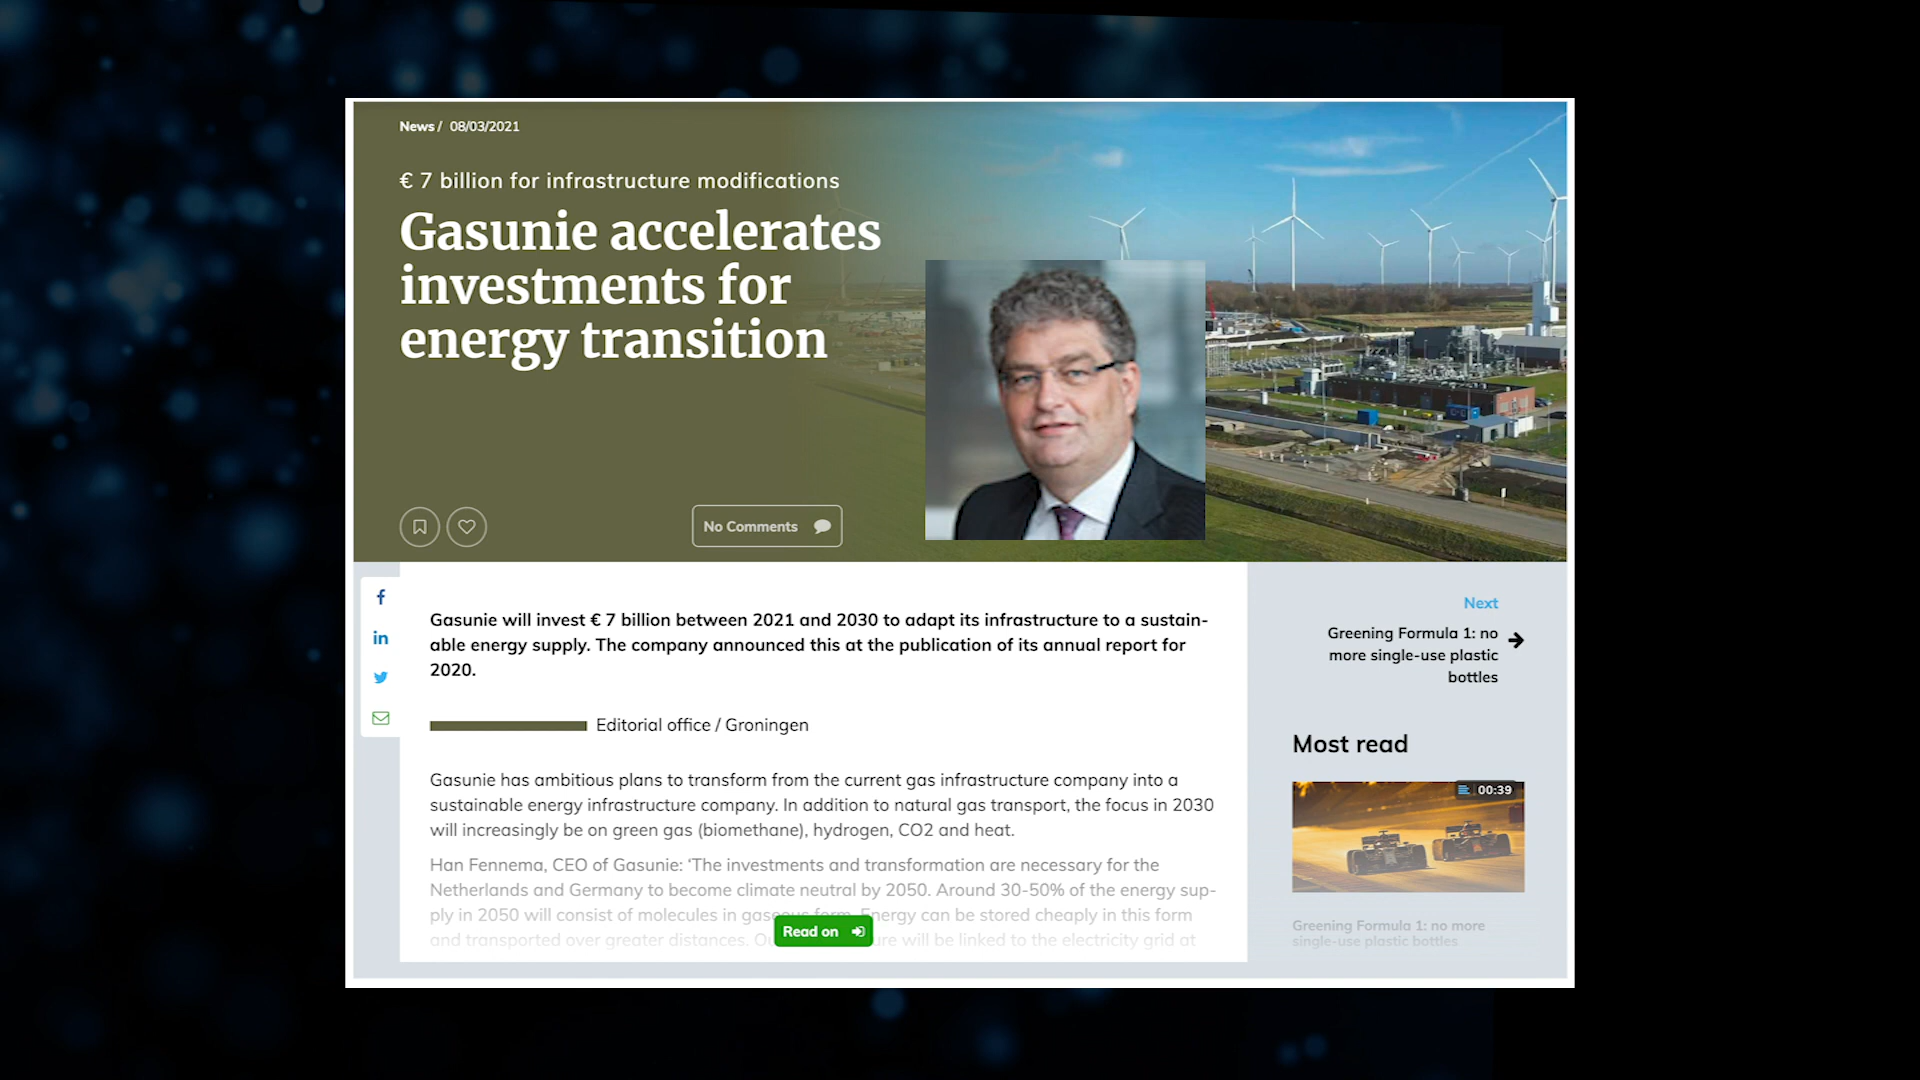 News / 08/03/2021
€ 7 billion for infrastructure modifications
Gasunie accelerates
investments for
energy transition
No Comments
Gasunie will invest € 7 billion between 2021 and 2030 to adapt its infrastructure to a sustain-
able energy supply. The company announced this at the publication of its annual report for
2020.
Editorial office / Groningen
Gasunie has ambitious plans to transform from the current gas infrastructure company into a
sustainable energy infrastructure company. In addition to natural gas transport, the focus in 2030
will increasingly be on green gas (biomethane), hydrogen, CO2 and heat.
Han Fennema, CEO of Gasunie: ‘The investments and transformation are necessary for the
Netherlands and Germany to become climate neutral by 2050. Around 30-50% of the energy sup-
ply in 2050 will consist of molecules in gaseous form. Energy can be stored cheaply in this form
and transported over greater distances. will be linked to the electricity grid at
Read on
Next
Greening Formula 1: no
more single-use plastic
bottles
Most read
00:39
Greening Formula 1: no more
single-use plastic bottles